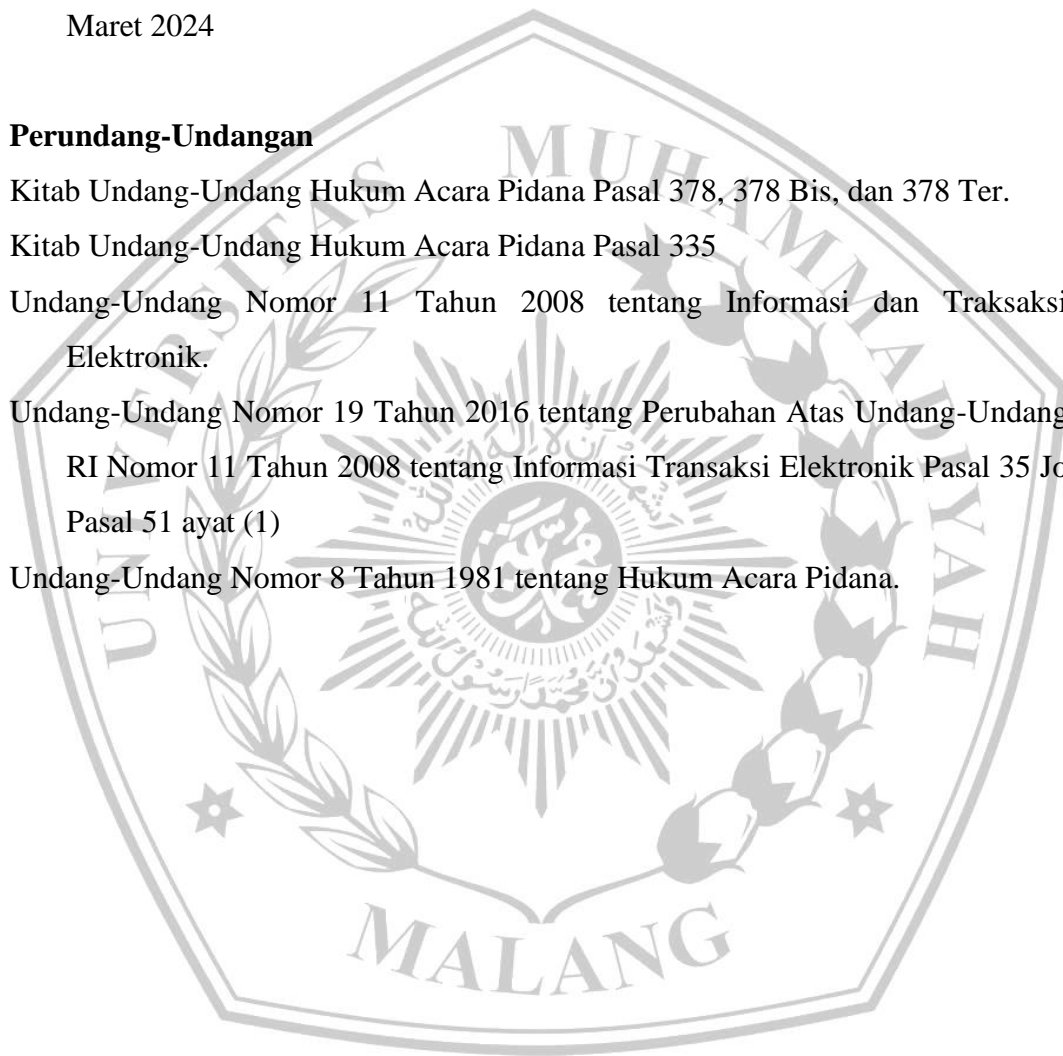 Maret 2024
Perundang-Undangan
Kitab Undang-Undang Hukum Acara Pidana Pasal 378, 378 Bis, dan 378 Ter.
Kitab Undang-Undang Hukum Acara Pidana Pasal 335
Undang-Undang Nomor 11 Tahun 2008 tentang Informasi dan Traksaksi
Elektronik.
Undang-Undang Nomor 19 Tahun 2016 tentang Perubahan Atas Undang-Undang
RI Nomor 11 Tahun 2008 tentang Informasi Transaksi Elektronik Pasal 35 Jo
Pasal 51 ayat (1)
Undang-Undang Nomor 8 Tahun 1981 tentang Hukum Acara Pidana.
UNIVERSITAS MUHAMMADIYAH
MALANG